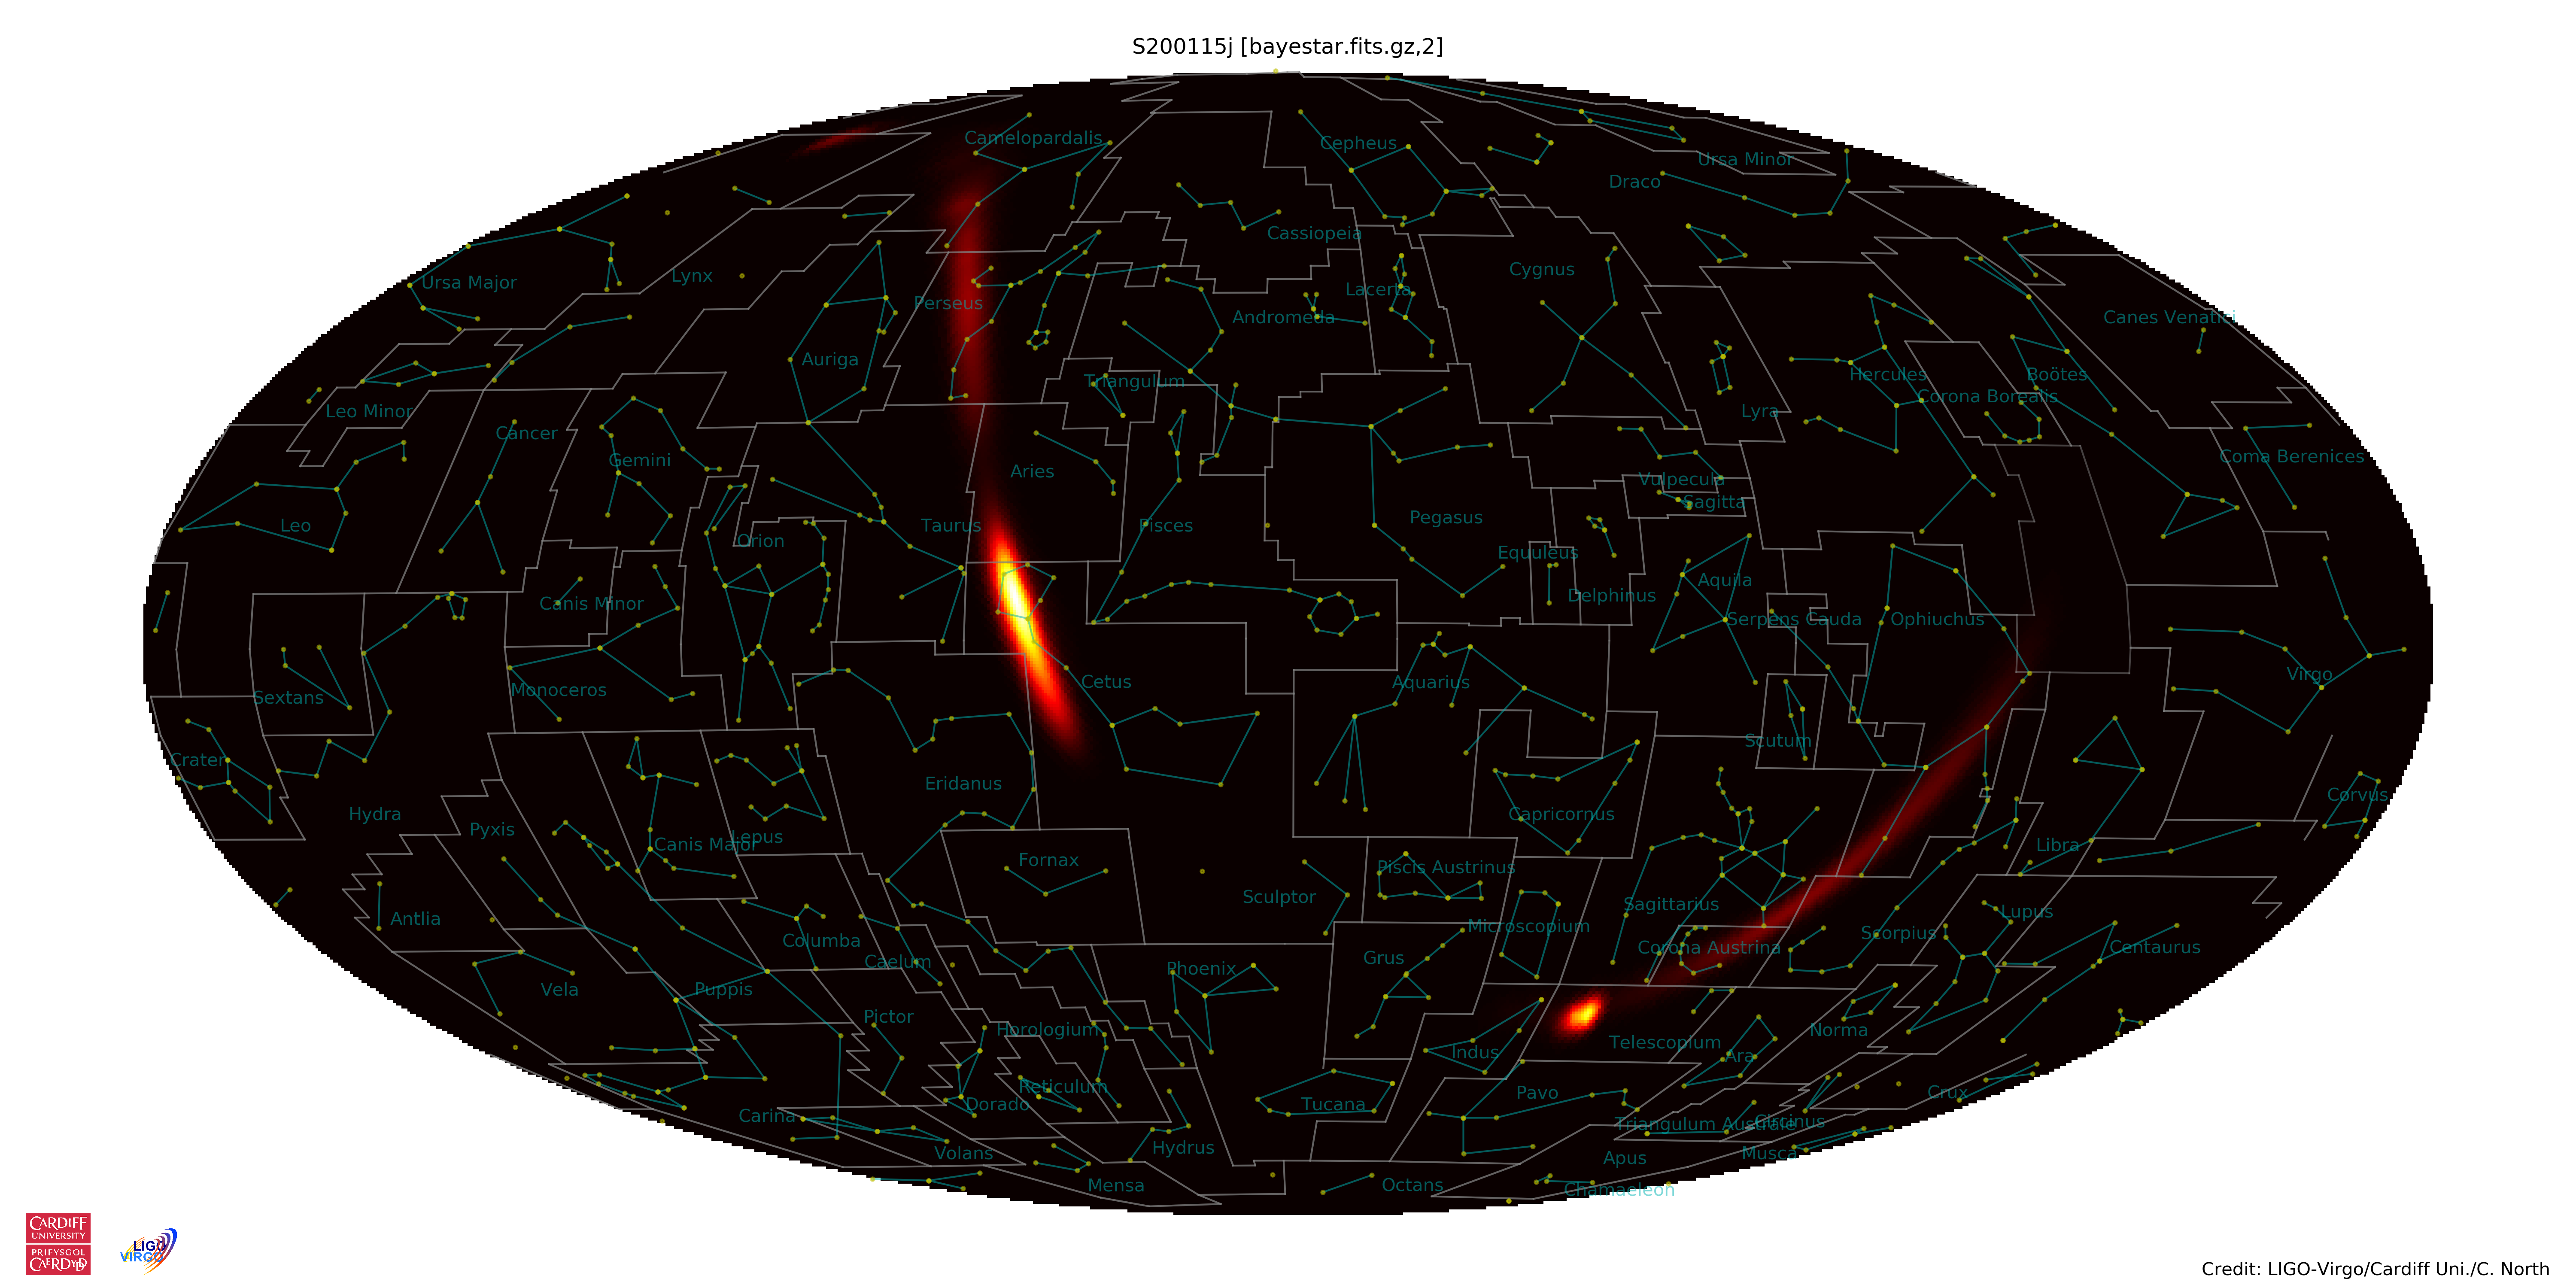 S200115j [bayestar.fits.gz,2]
Camelopardalis
Cepheus
Ursa Minor
Draco
Cassiopeia
Ursa Major
Lynx
Cygnus
Lacerta
Perseus
Andromeda
Canes Venatici
Auriga
Triangulum
Hercules
Boötes
Corona Borealis
Leo Minor
Lyra
Cancer
Gemini
Aries
Coma Berenices
Vulpecula
Sagitta
Leo
Taurus
Pisces
Pegasus
Orion
Equuleus
Aquila
Canis Minor
Delphinus
Serpens Cauda
Ophiuchus
Virgo
Sextans
Monoceros
Cetus
Aquarius
Scutum
Crater
Eridanus
Corvus
Hydra
Pyxis
Capricornus
Canis Major
Lepus
Libra
Fornax
Piscis Austrinus
Sculptor
Sagittarius
Lupus
Antlia
Microscopium
Scorpius
Columba
Corona Austrina
Centaurus
Caelum
Grus
Phoenix
Vela
Puppis
Pictor
Horologium
Norma
Telescopium
Indus
Ara
Reticulum
Pavo
Crux
Dorado
Tucana
Carina
Triangulum Australe
Circinus
Hydrus
Volans
Musca
Apus
Mensa
Octans
Chamaeleon
CARDIFF
UNIVERSITY
PRIFYSGOL
CAERDYDD
LIGO
VIRGO
Credit: LIGO-Virgo/Cardiff Uni./C. North